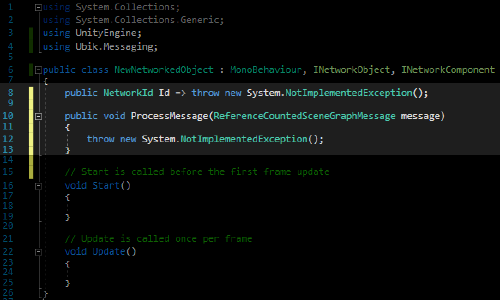 1 using System.Collections;
2 using System.Collections.Generic;
3 using UnityEngine;
4 using Ubik.Messaging;
5
6 public class NewNetworkedObject : MonoBehaviour, INetworkObject, INetworkComponent
7 {
8 public NetworkId Id => throw new System.NotImplementedException();
9
10 public void ProcessMessage(ReferenceCountedSceneGraphMessage message)
11 {
12 throw new System.NotImplementedException();
13 }
14
15 // Start is called before the first frame update
16 void Start()
17 {
18
19 }
20
21 // Update is called once per frame
22 void Update()
23 {
24
25 }
26 }